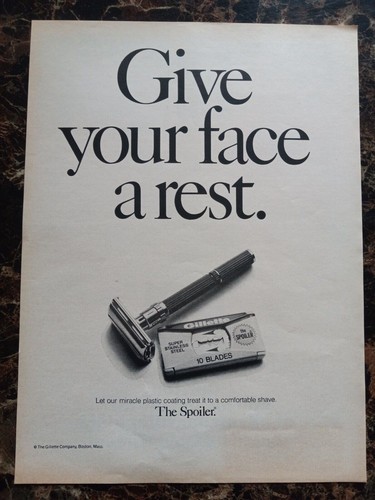 Give
your face
a rest.
Gillette
SUPER
STAINLESS
STEEL
The
SPOILER
10 BLADES
Let our miracle plastic coating treat it to a comfortable shave.
The Spoiler.
© The Gillette Company, Boston, Mass.